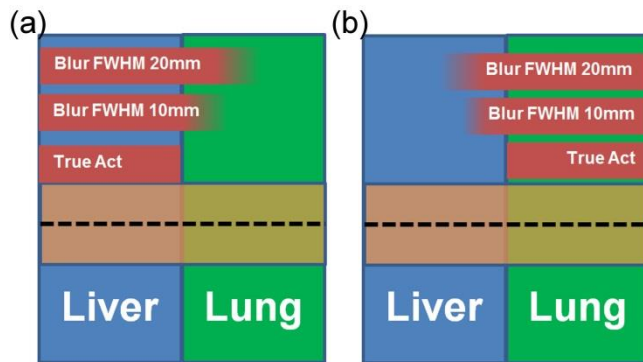 (a)
Blur FWHM 20mm
Blur FWHM 10mm
True Act
Liver Lung
(b)
Blur FWHM 20mm
Blur FWHM 10mm
True Act
Liver Lung